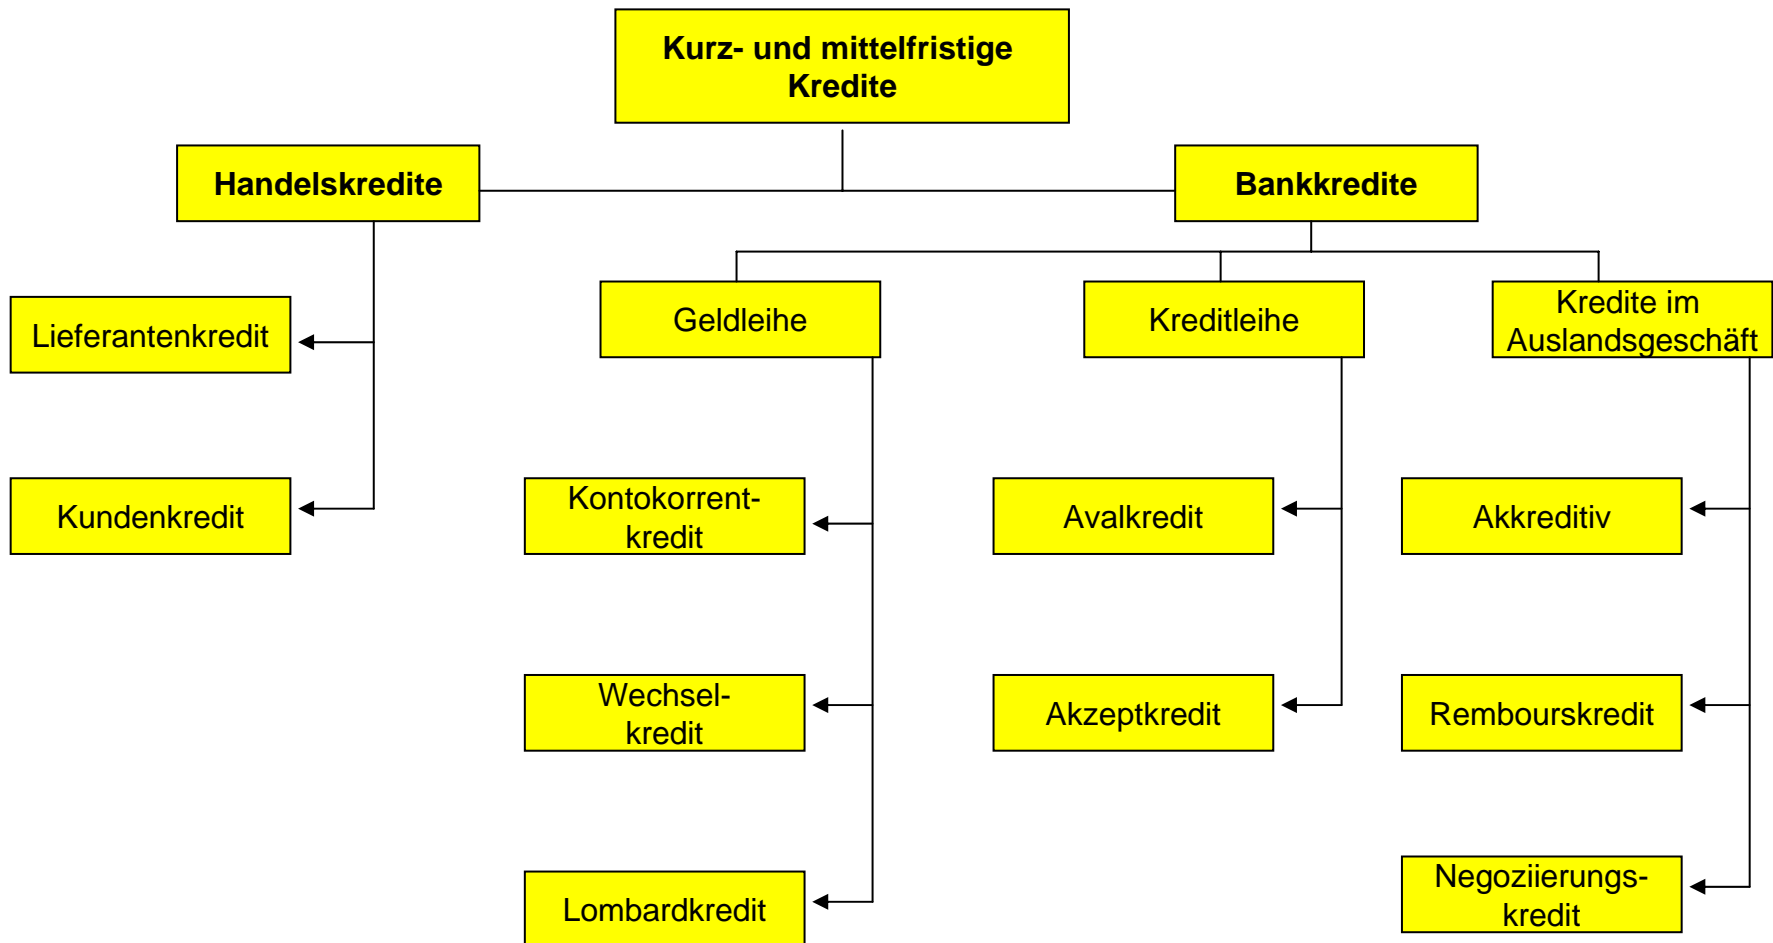 Kurz- und mittelfristige
Kredite
Handelskredite
Bankkredite
Lieferantenkredit
Geldleihe
Kreditleihe
Kredite im
Auslandsgeschäft
Kundenkredit
Kontokorrent-
kredit
Avalkredit
Akkreditiv
Wechsel-
kredit
Akzeptkredit
Rembourskredit
Lombardkredit
Negoziierungs-
kredit